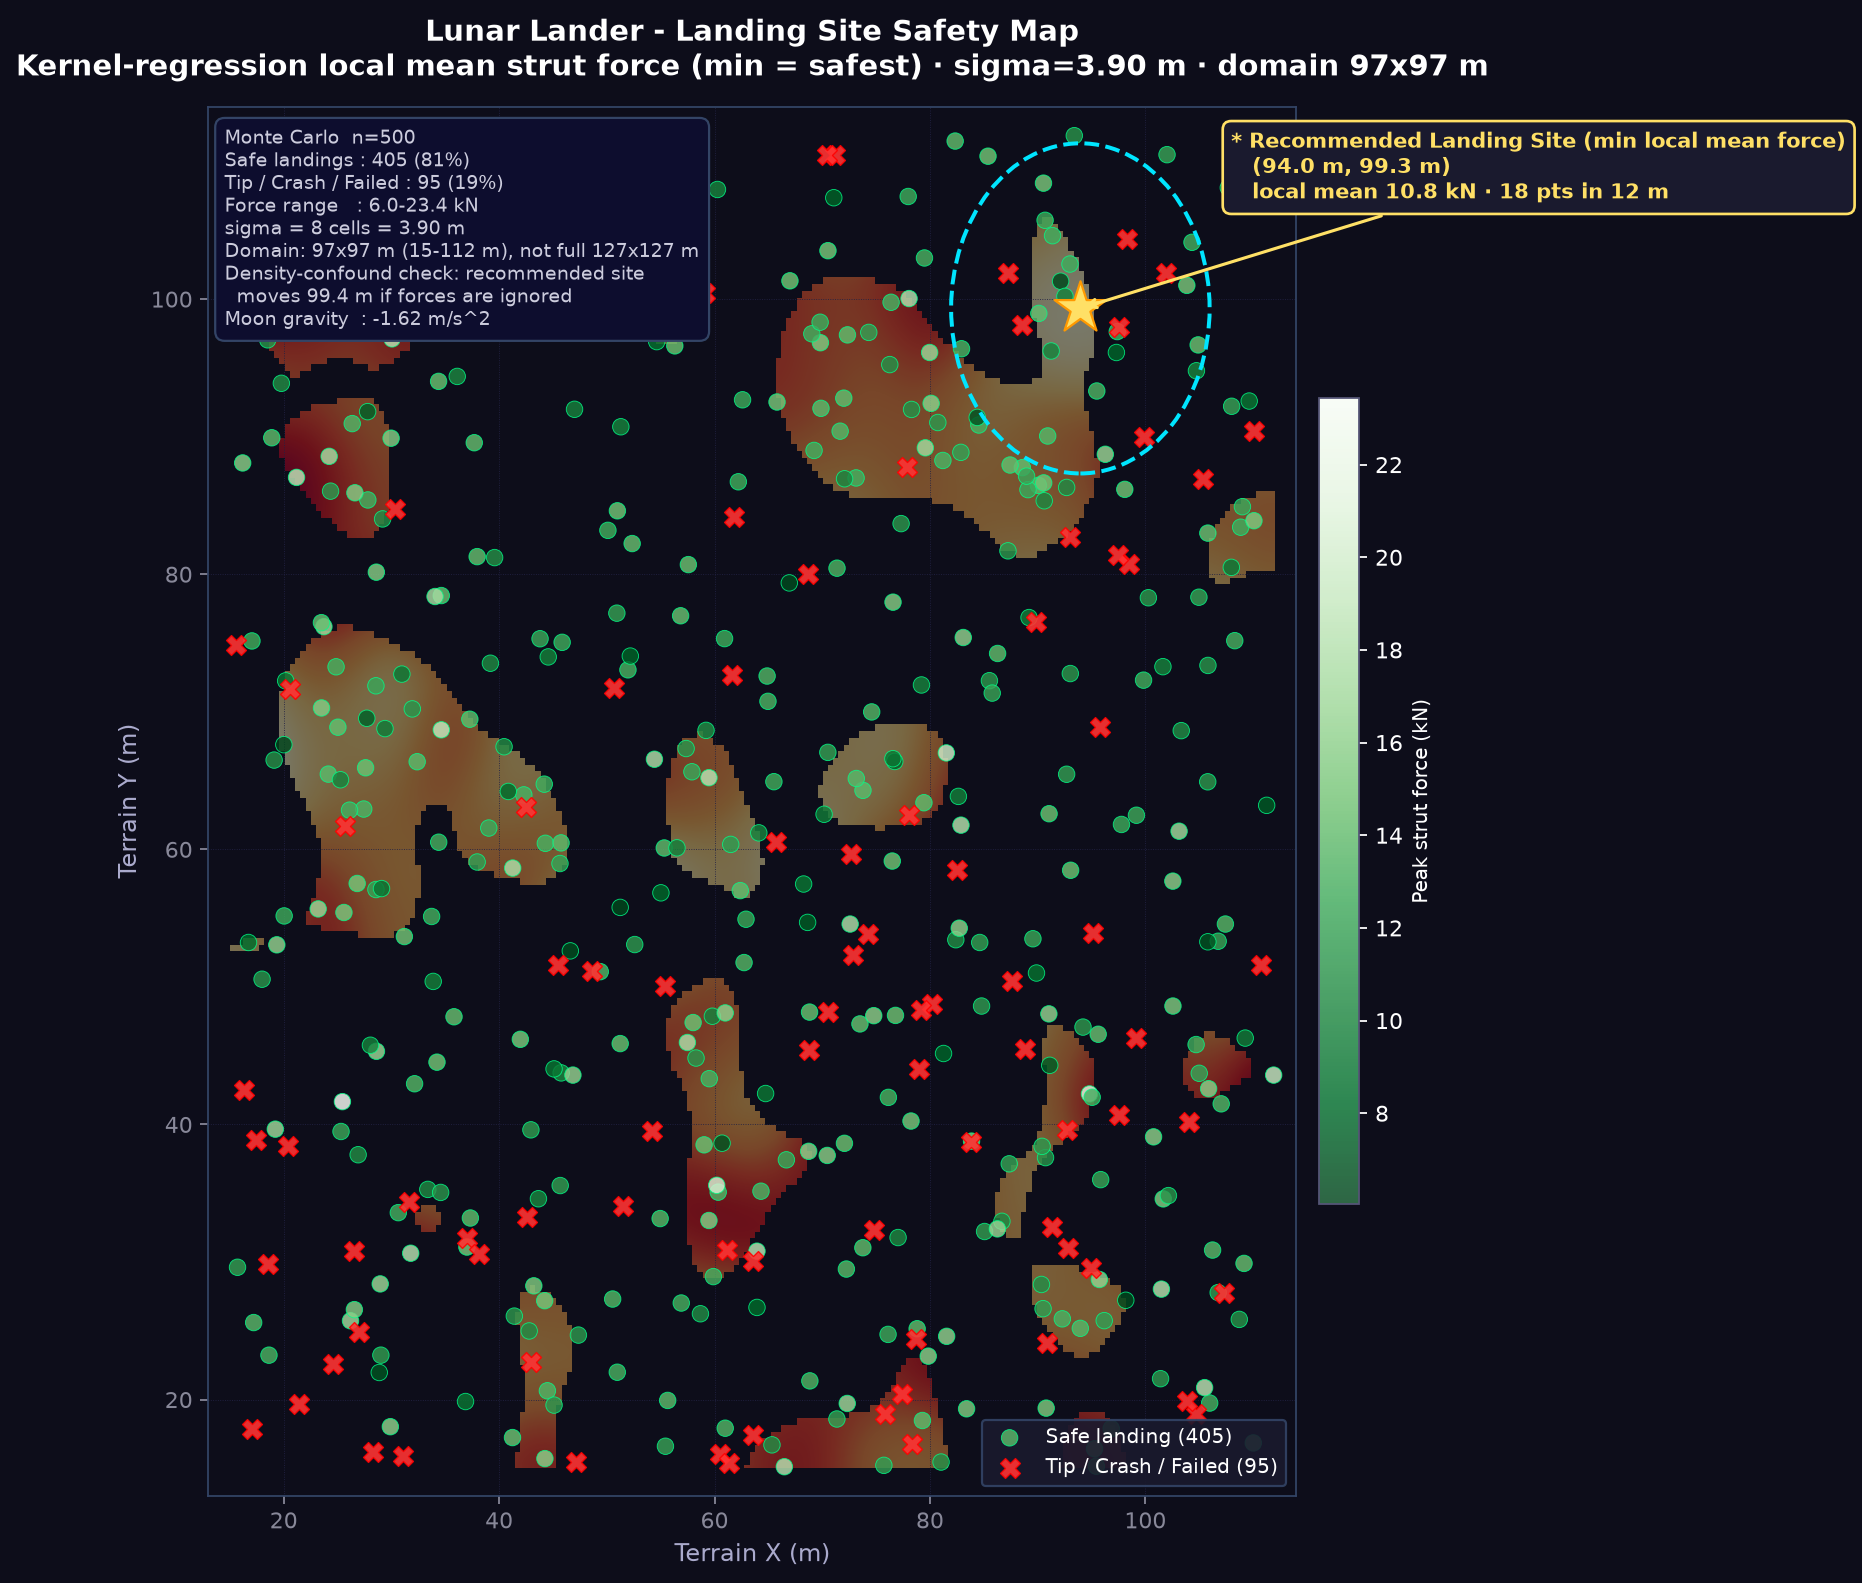 Lunar Lander - Landing Site Safety Map
Kernel-regression local mean strut force (min = safest) · sigma=3.90 m · domain 97x97 m
Monte Carlo  n=500
Safe landings : 405 (81%)
Tip / Crash / Failed : 95 (19%)
Force range   : 6.0-23.4 kN
sigma = 8 cells = 3.90 m
Domain: 97x97 m (15-112 m), not full 127x127 m
Density-confound check: recommended site
moves 99.4 m if forces are ignored
Moon gravity  : -1.62 m/s^2
* Recommended Landing Site (min local mean force)
(94.0 m, 99.3 m)
local mean 10.8 kN · 18 pts in 12 m
100
80
60
40
20
Terrain Y (m)
20
40
60
80
100
Terrain X (m)
Safe landing (405)
Tip / Crash / Failed (95)
22
20
18
16
14
12
10
8
Peak strut force (kN)